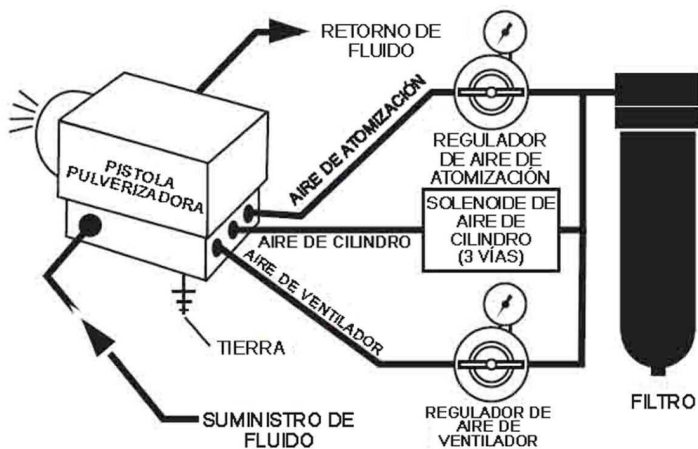 RETORNO DE
FLUIDO
PISTOLA
PULVERIZADORA
AIRE DE ATOMIZACIÓN
REGULADOR
DE AIRE DE
ATOMIZACIÓN
SOLENOIDE DE
AIRE DE
CILINDRO
(3 VÍAS)
AIRE DE CILINDRO
AIRE DE VENTILADOR
TIERRA
SUMINISTRO DE
FLUIDO
REGULADOR DE
AIRE DE
VENTILADOR
FILTRO